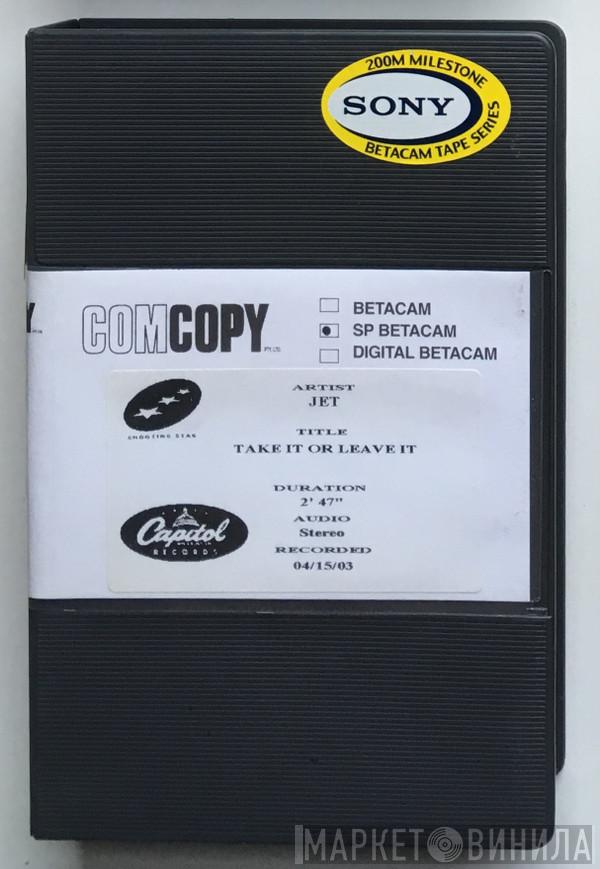 200M MILESTONE
SONY
BETACAM TAPE SERIES
COMCOPY PTY. LTD.
BETACAM
SP BETACAM
DIGITAL BETACAM
ARTIST
JET
SHOOTING STAR
TITLE
TAKE IT OR LEAVE IT
DURATION
2' 47"
Capitol
RECORDS
AUDIO
Stereo
RECORDED
04/15/03
МАРКЕТ ВИНИЛА